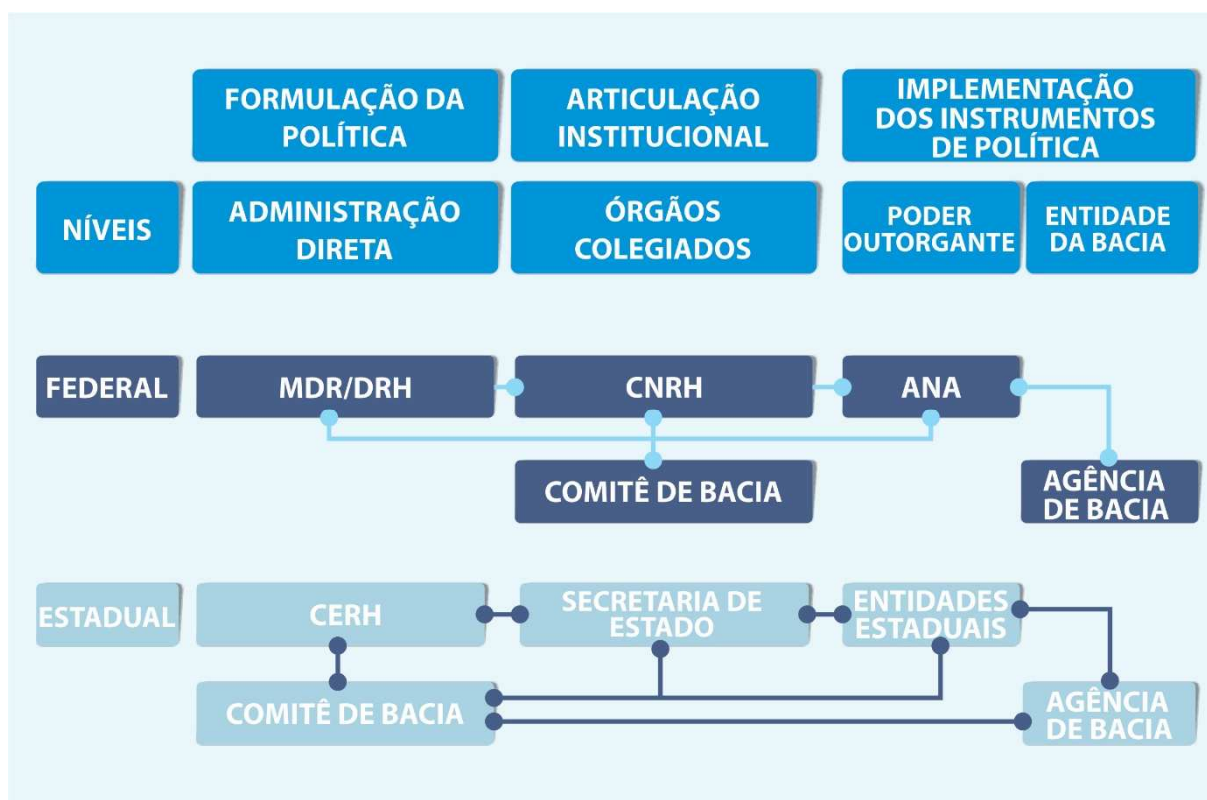 FORMULAÇÃO DA
POLÍTICA
ARTICULAÇÃO
INSTITUCIONAL
IMPLEMENTAÇÃO
DOS INSTRUMENTOS
DE POLÍTICA
NÍVEIS
ADMINISTRAÇÃO
DIRETA
ÓRGÃOS
COLEGIADOS
PODER
OUTORGANTE
ENTIDADE
DA BACIA
FEDERAL
MDR/DRH
CNRH
ANA
COMITÊ DE BACIA
AGÊNCIA
DE BACIA
ESTADUAL
CERH
SECRETARIA DE
ESTADO
ENTIDADES
ESTADUAIS
COMITÊ DE BACIA
AGÊNCIA
DE BACIA